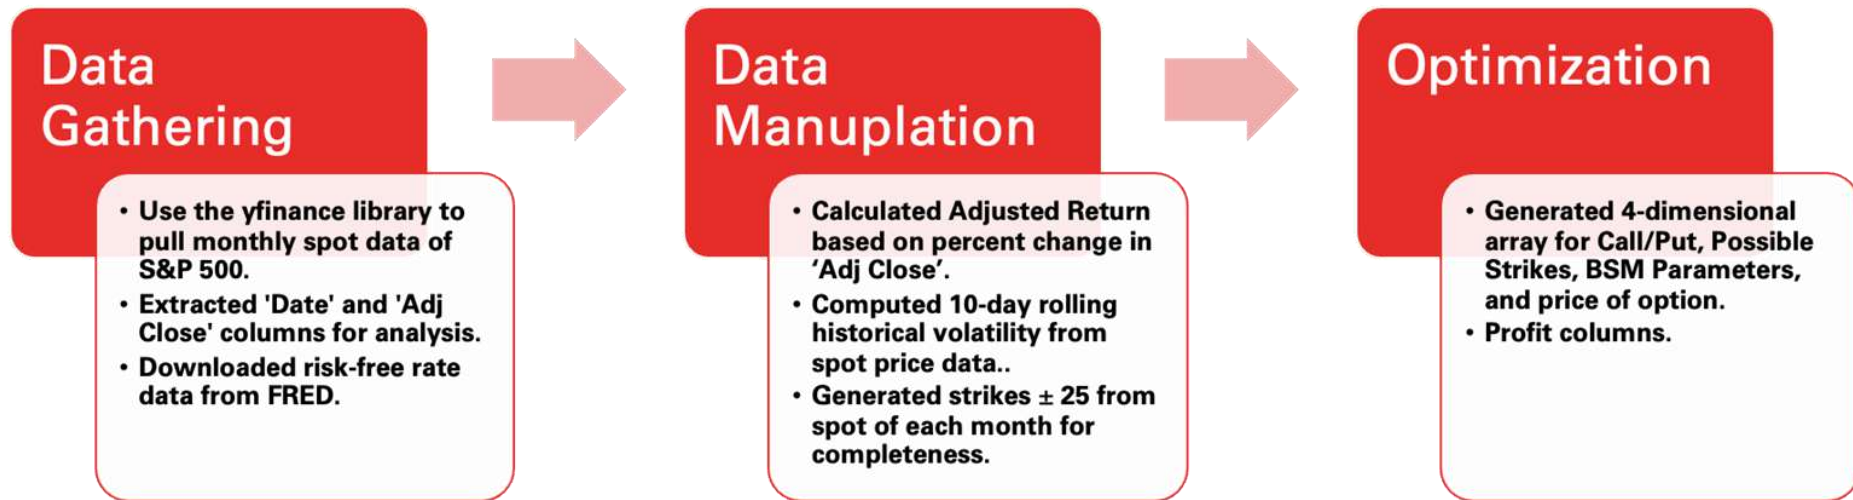 Data
Gathering
• Use the yfinance library to
pull monthly spot data of
S&P 500.
• Extracted 'Date' and 'Adj
Close' columns for analysis.
• Downloaded risk-free rate
data from FRED.
Data
Manuplation
• Calculated Adjusted Return
based on percent change in
‘Adj Close’.
• Computed 10-day rolling
historical volatility from
spot price data..
• Generated strikes ± 25 from
spot of each month for
completeness.
Optimization
• Generated 4-dimensional
array for Call/Put, Possible
Strikes, BSM Parameters,
and price of option.
• Profit columns.